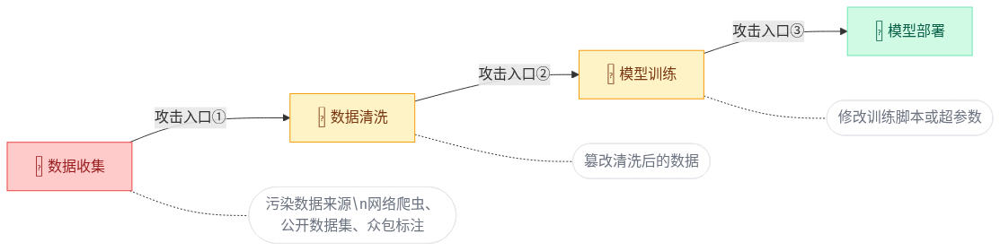 数据收集
攻击入口①
污染数据来源\n网络爬虫、
公开数据集、众包标注
数据清洗
攻击入口②
篡改清洗后的数据
模型训练
攻击入口③
修改训练脚本或超参数
模型部署